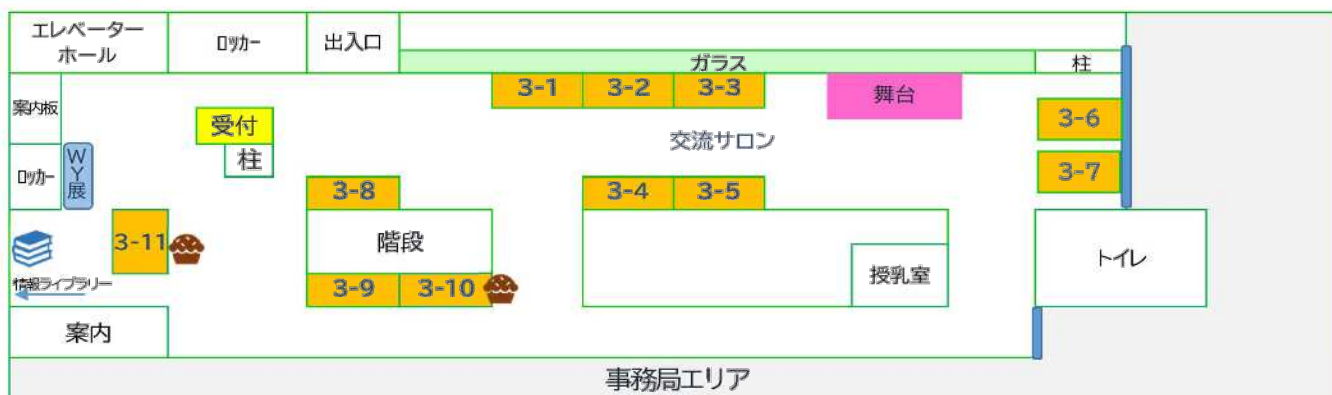 エレベーター
ホール
ロッカー
出入口
ガラス
柱
案内板
3-1
3-2
3-3
舞台
受付
交流サロン
3-6
柱
ロッカー
WY展
3-7
3-8
3-4
3-5
3-11
階段
トイレ
授乳室
情報ライブラリー
3-9
3-10
案内
事務局エリア